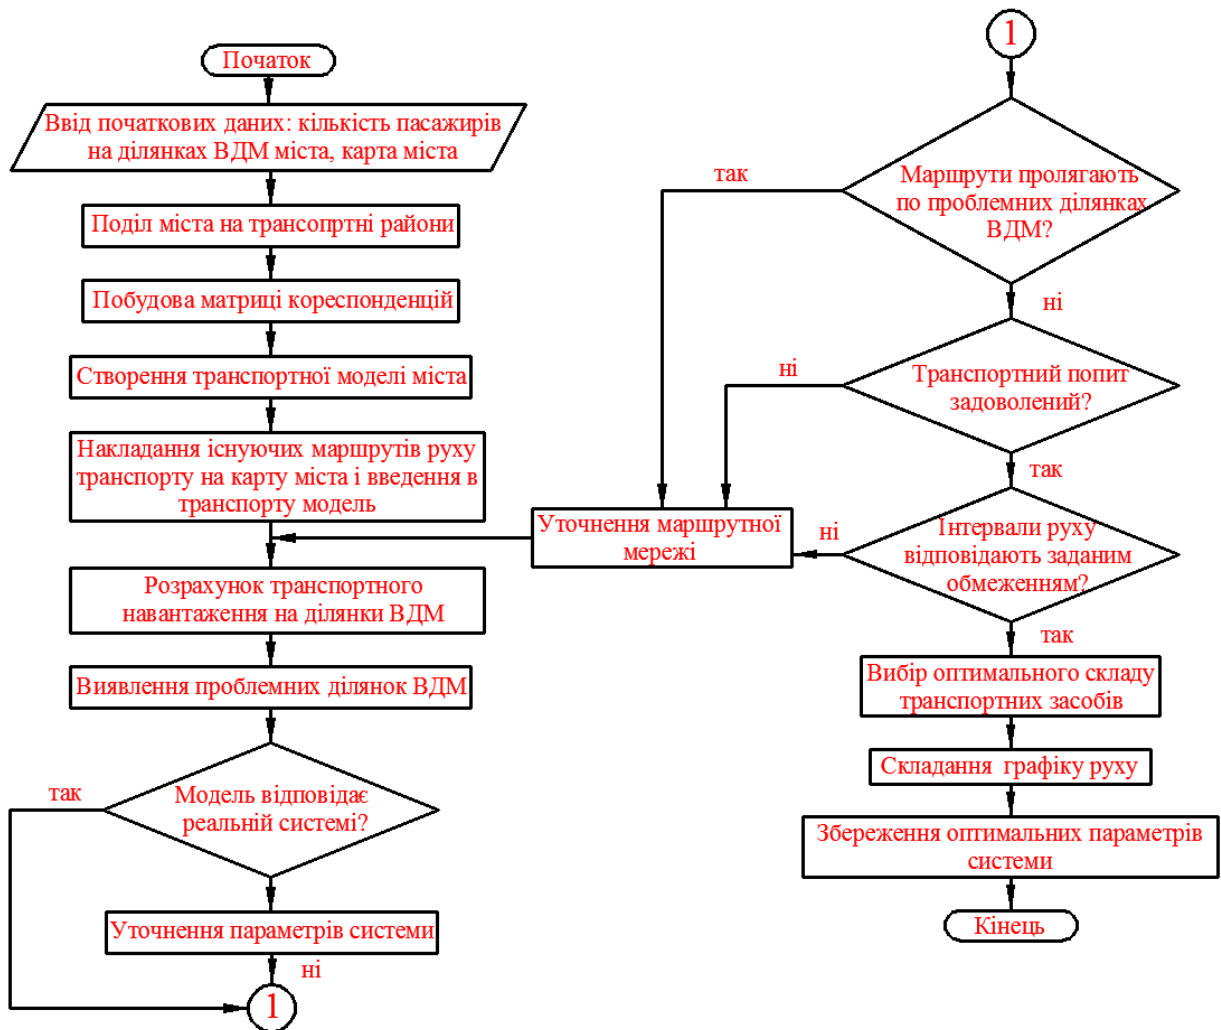 Початок
Ввід початкових даних: кількість пасажирів
на ділянках ВДМ міста, карта міста
Поділ міста на трансопртні райони
Побудова матриці кореспонденцій
Створення транспортної моделі міста
Накладання існуючих маршрутів руху
транспорту на карту міста і введення в
транспорту модель
Розрахунок транспортного
навантаження на ділянки ВДМ
Виявлення проблемних ділянок ВДМ
так
Модель відповідає
реальній системі?
Уточнення параметрів системи
ні
1
1
так
Маршрути пролягають
по проблемних ділянках
ВДМ?
ні
ні
Транспортний попит
задоволений?
так
Уточнення маршрутної
мережі
ні
Інтервали руху
відповідають заданим
обмеженням?
так
Вибір оптимального складу
транспортних засобів
Складання графіку руху
Збереження оптимальних параметрів
системи
Кінець